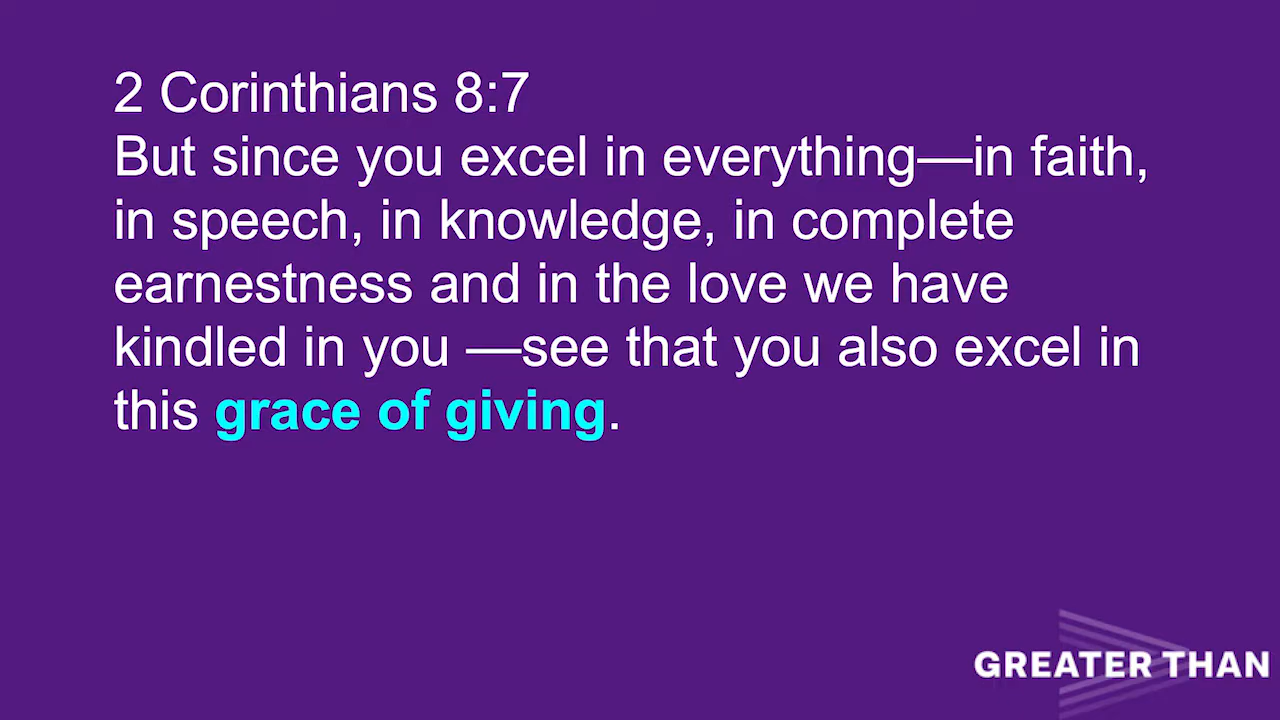 2 Corinthians 8:7
But since you excel in everything—in faith,
in speech, in knowledge, in complete
earnestness and in the love we have
kindled in you —see that you also excel in
this grace of giving.
GREATER THAN